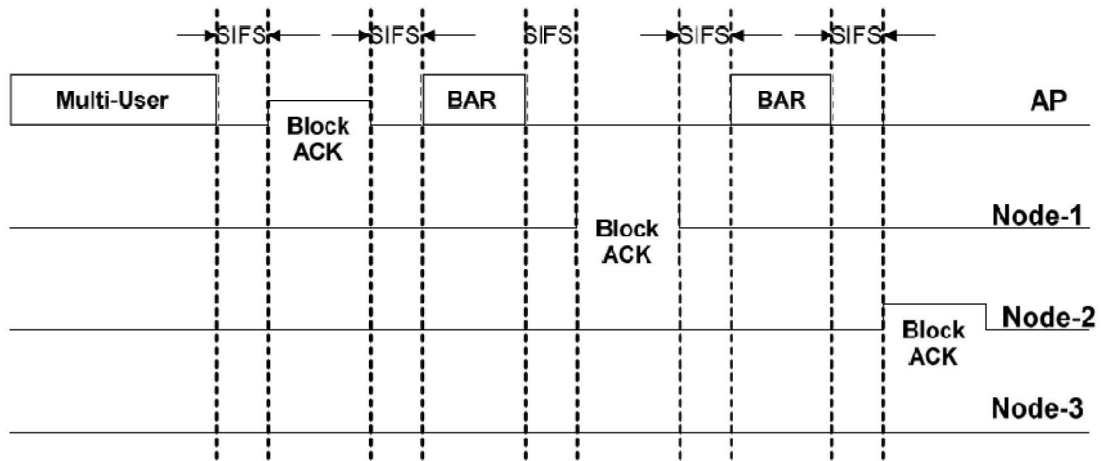 SIFS SIFS SIFS SIFS SIFS
Multi-User BAR BAR AP
Block
ACK
Node-1
Block
ACK
Node-2
Block
ACK
Node-3